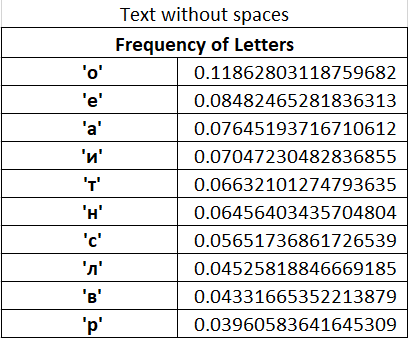 Text without spaces
Frequency of Letters
'о' 0.11862803118759682
'е' 0.08482465281836313
'а' 0.07645193716710612
'и' 0.07047230482836855
'т' 0.06632101274793635
'н' 0.06456403435704804
'с' 0.05651736861726539
'л' 0.04525818846669185
'в' 0.04331665352213879
'р' 0.03960583641645309